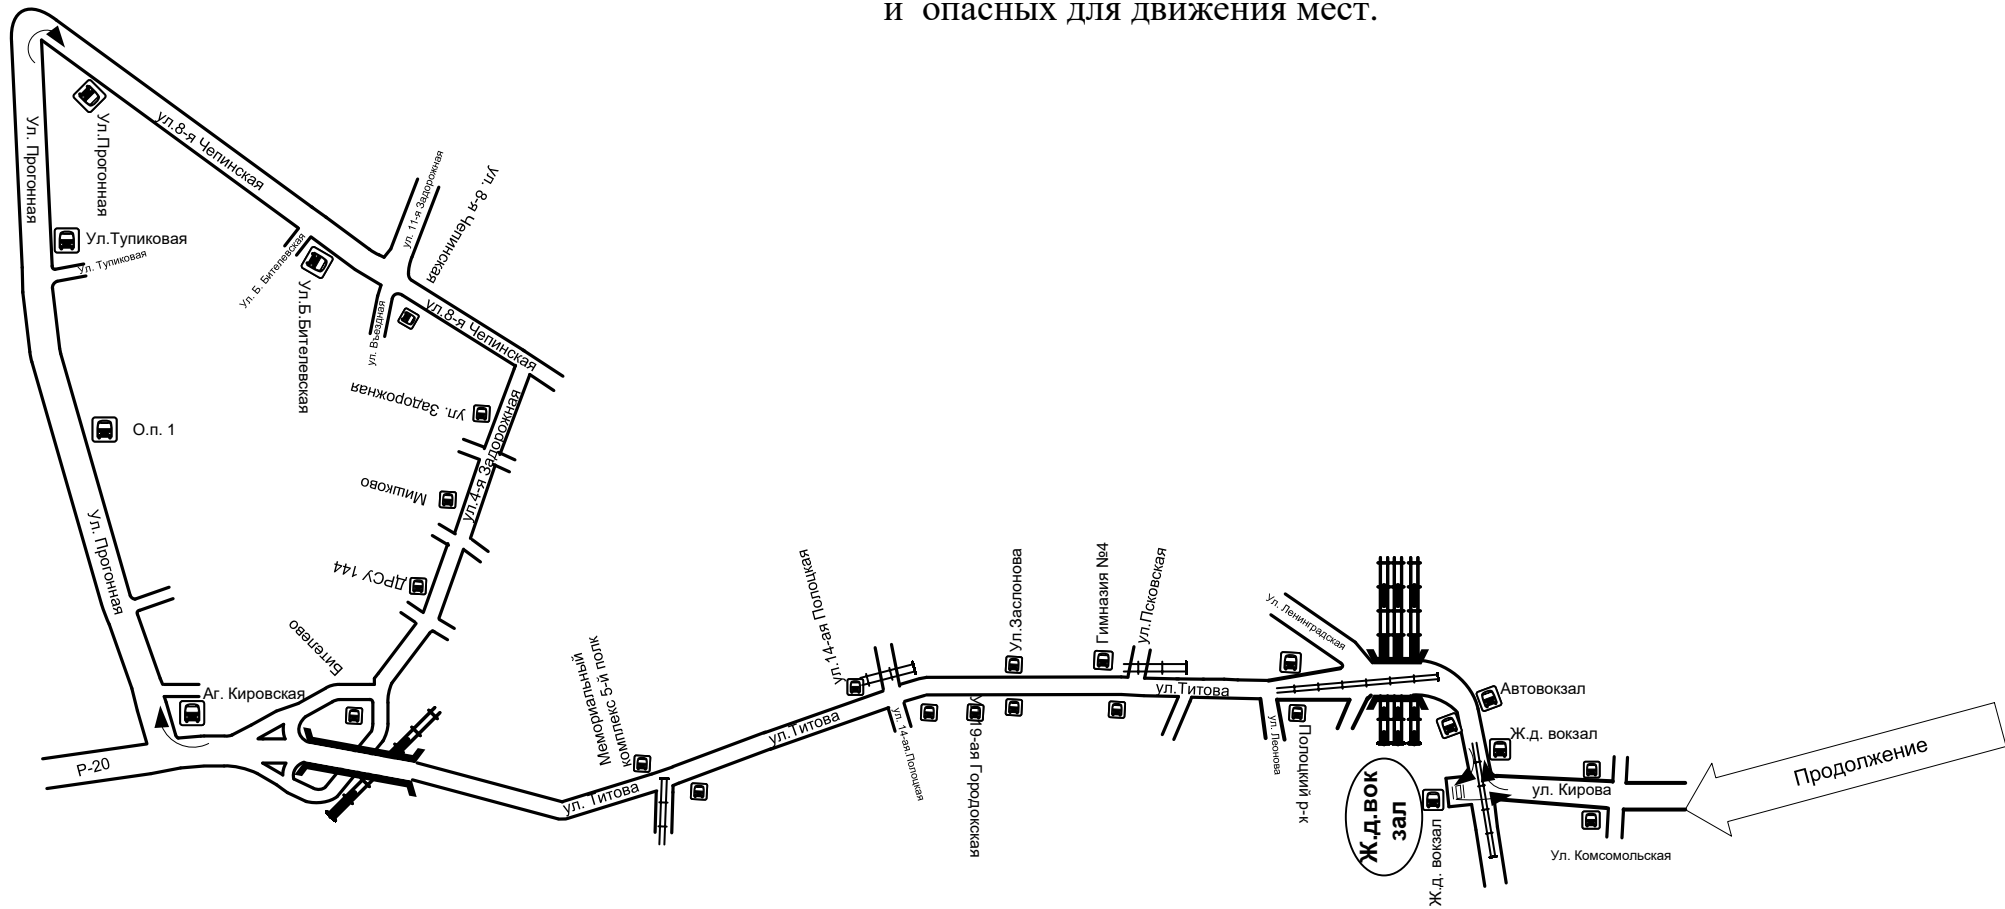 и опасных для движения мест.
Ул. Прогонная
Ул.Прогонная
ул.8-я Чепинская
Ул.Тупиковая
Ул. Тупиковая
Ул. Б. Бителевская
Ул.Б.Бителевская
ул. 11-я Задорожная
ул. 8-я Чепинская
ул. Въездная
ул.8-я Чепинская
ул. Задорожная
ул.4-я Задорожная
О.п. 1
Мишково
Ул. Прогонная
ДРСУ 144
Бителево
Аг. Кировская
Р-20
Мемориальный
комплекс 5-й полк
ул. Титова
ул.Титова
ул.14-ая Полоцкая
ул. 14-ая Полоцкая
Ул.Заслонова
Ул 9-ая Городокская
Гимназия №4
ул.Псковская
ул.Титова
Ул. Ленинградская
ул. Леонова
Полоцкий р-к
Автовокзал
Ж.д. вокзал
Ж.д.вок
зал
Ж.д. вокзал
ул. Кирова
Ул. Комсомольская
Продолжение